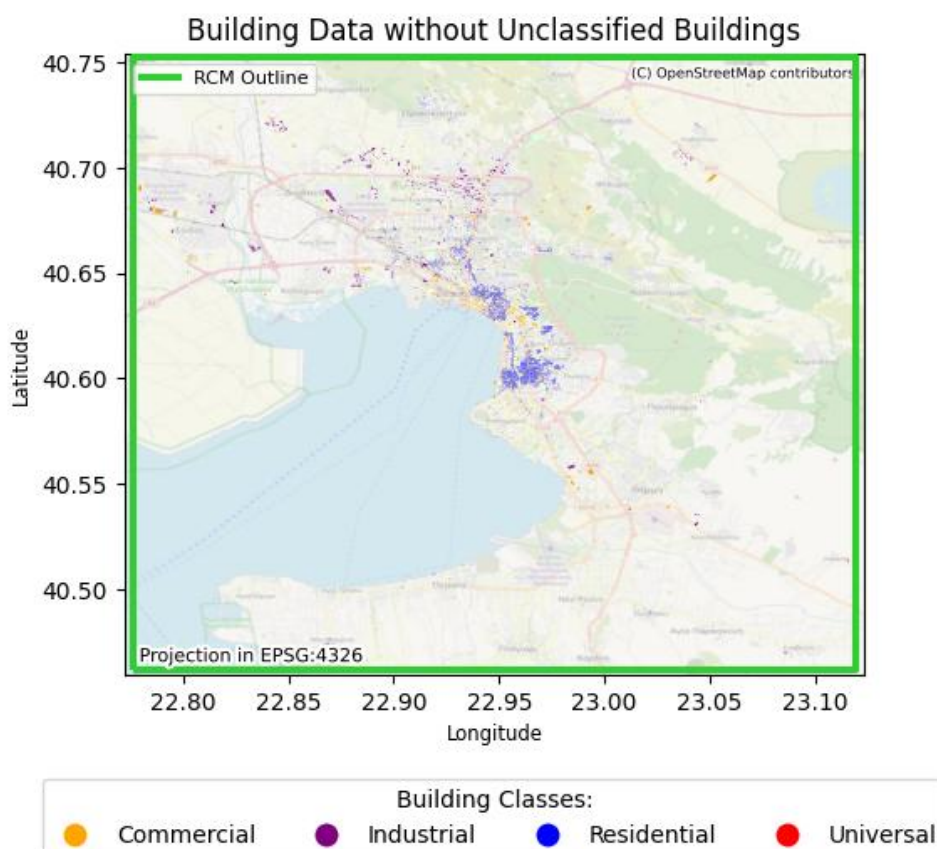 Building Data without Unclassified Buildings
40.75
RCM Outline
(C) OpenStreetMap contributors
40.70
40.65
40.60
40.55
40.50
Latitude
Projection in EPSG:4326
22.80 22.85 22.90 22.95 23.00 23.05 23.10
Longitude
Building Classes:
Commercial Industrial Residential Universal